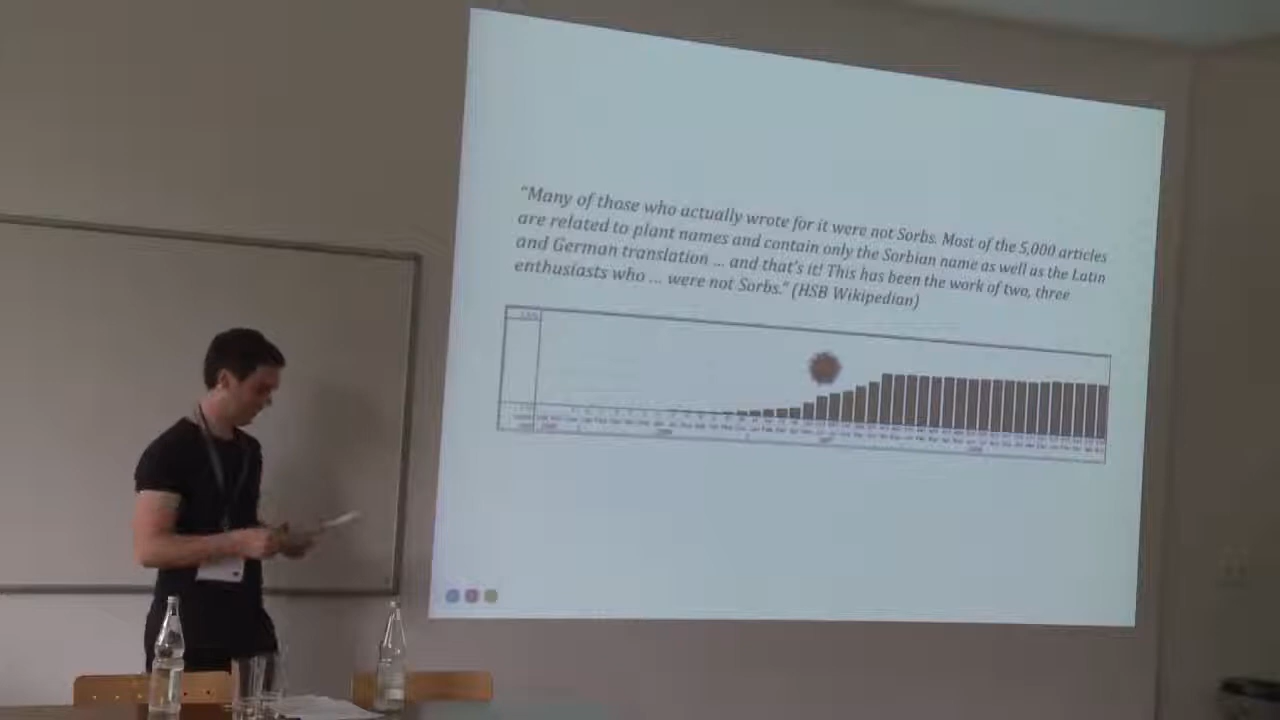 “Many of those who actually wrote for it were not Sorbs. Most of the 5,000 articles
are related to plant names and contain only the Sorbian name as well as the Latin
and German translation ... and that’s it! This has been the work of two, three
enthusiasts who ... were not Sorbs.” (HSB Wikipedian)